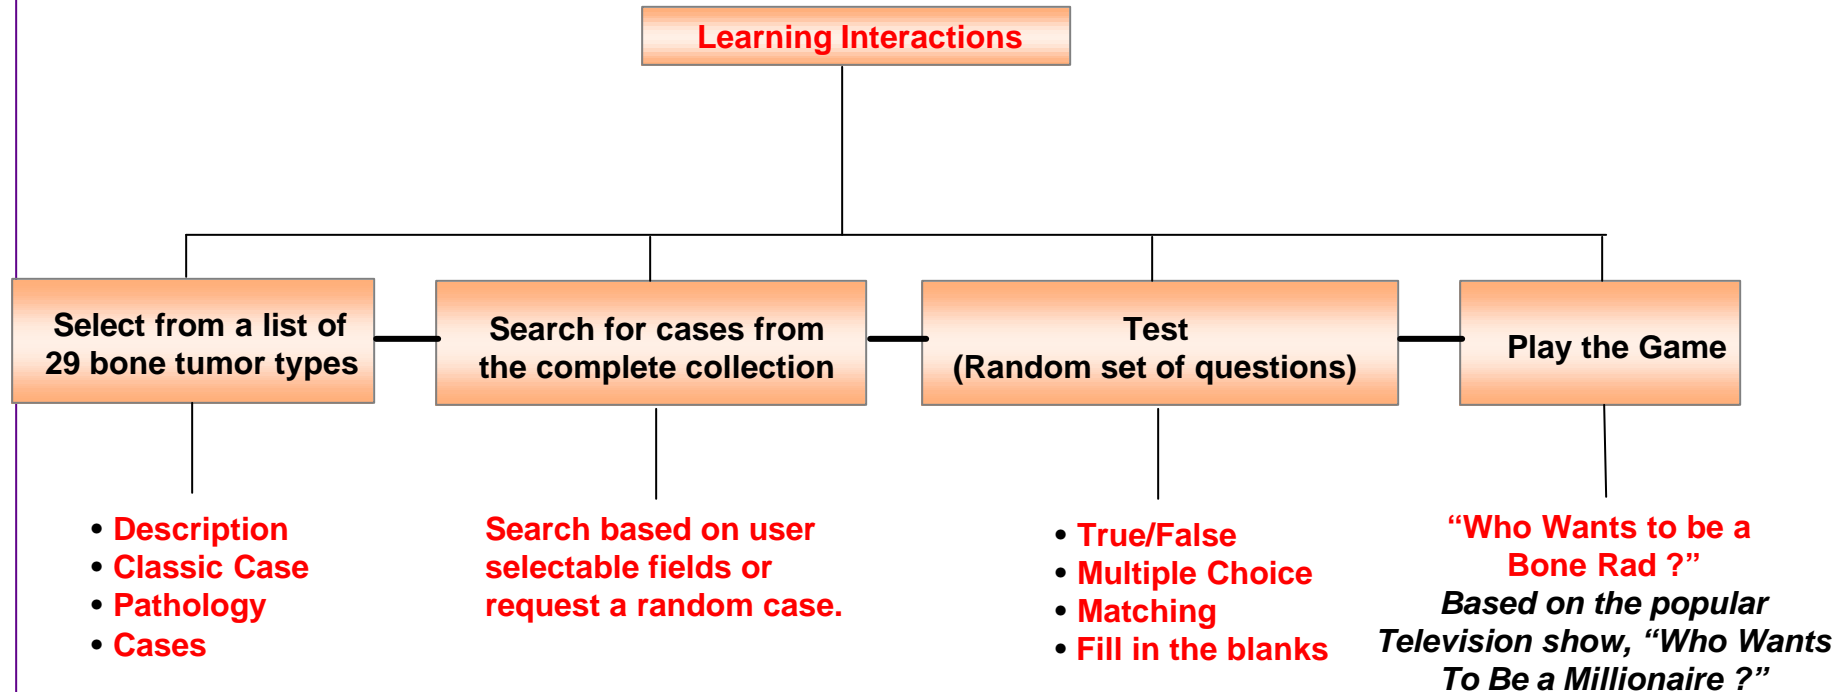 Learning Interactions
Select from a list of
29 bone tumor types
Search for cases from
the complete collection
Test
(Random set of questions)
Play the Game
• Description
• Classic Case
• Pathology
• Cases
Search based on user
selectable fields or
request a random case.
• True/False
• Multiple Choice
• Matching
• Fill in the blanks
“Who Wants to be a
Bone Rad ?”
Based on the popular
Television show, “Who Wants
To Be a Millionaire ?”